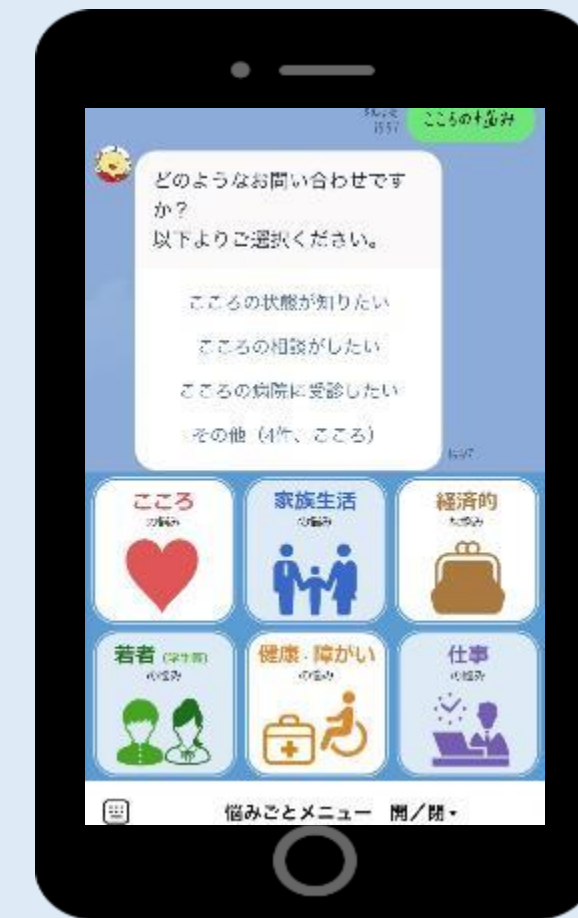 こころの悩み
どのようなお問い合わせです
か？
以下よりご選択ください。
こころの状態が知りたい
こころの相談がしたい
こころの病院に受診したい
その他（4件、こころ）
こころ
の悩み
家族生活
の悩み
経済的
な悩み
若者（学生等）
の悩み
健康・障がい
の悩み
仕事
の悩み
悩みごとメニュー 開／閉▾